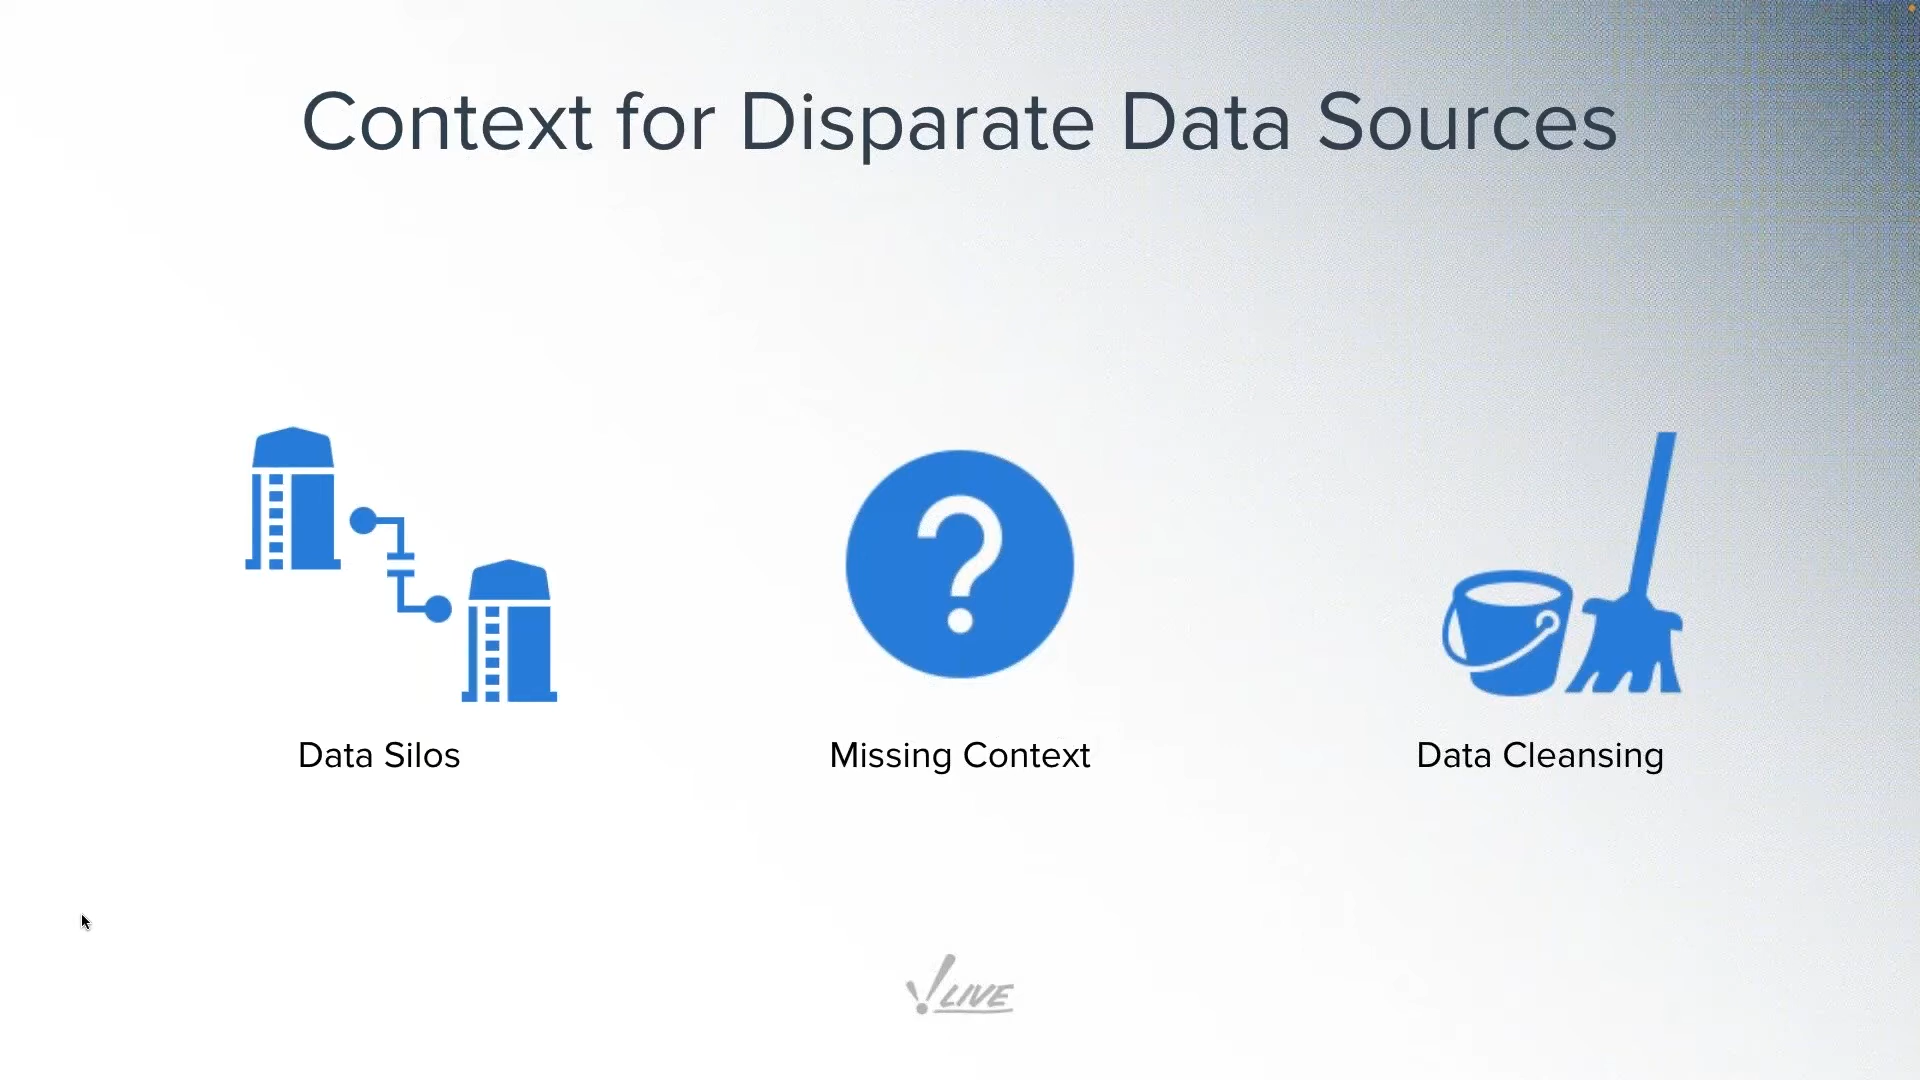 Context for Disparate Data Sources
?
Data Silos
Missing Context
Data Cleansing
LIVE